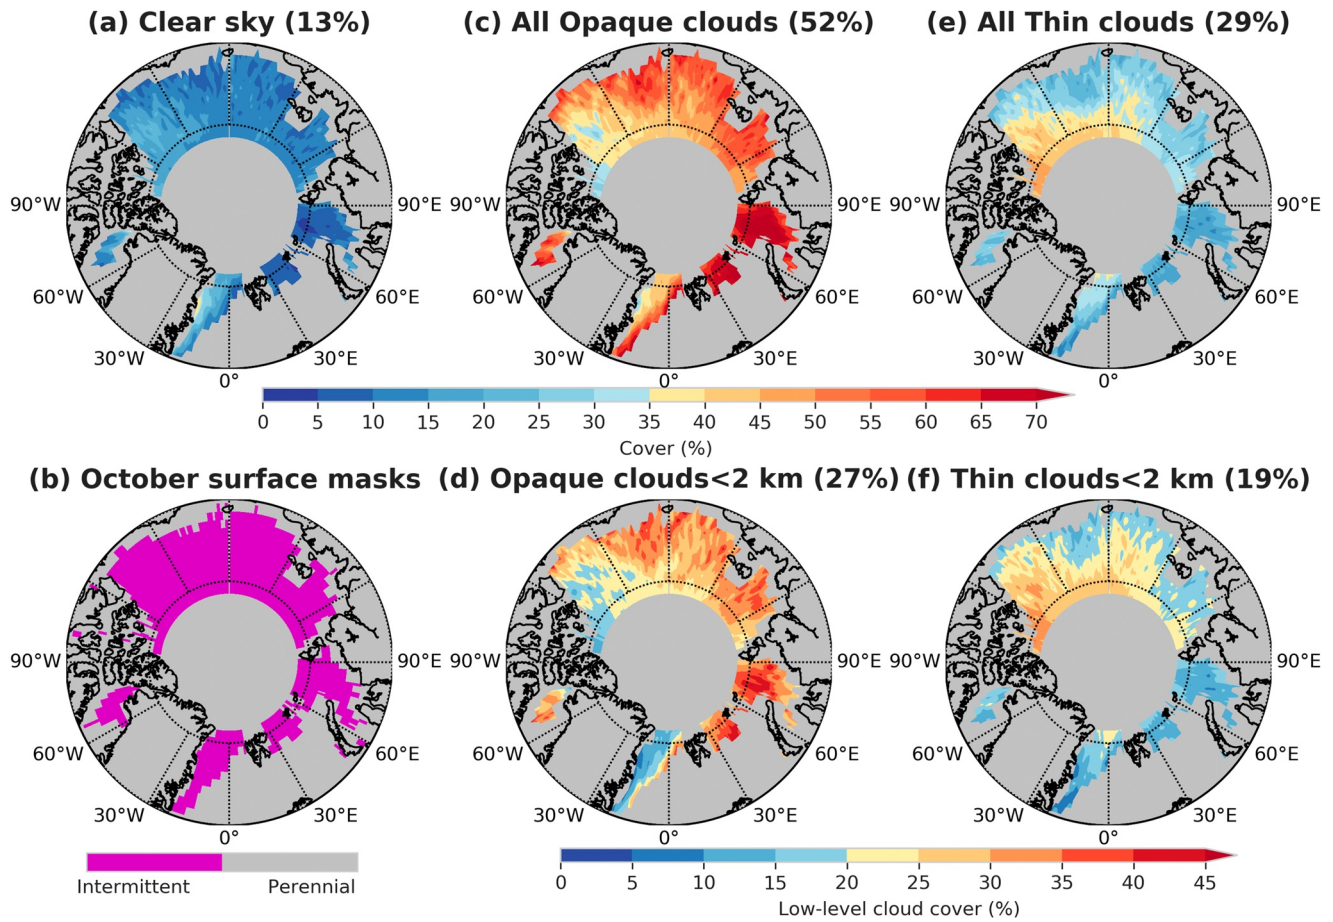 (a) Clear sky (13%)
(c) All Opaque clouds (52%)
(e) All Thin clouds (29%)
90°W
90°E
90°W
90°E
90°W
90°E
60°W
60°E
60°W
60°E
60°W
60°E
30°W
30°E
30°W
30°E
30°W
30°E
0°
0°
0°
0 5 10 15 20 25 30 35 40 45 50 55 60 65 70
Cover (%)
(b) October surface masks
(d) Opaque clouds<2 km (27%)
(f) Thin clouds<2 km (19%)
90°W
90°E
90°W
90°E
90°W
90°E
60°W
60°E
60°W
60°E
60°W
60°E
30°W
30°E
30°W
30°E
30°W
30°E
0°
0°
0°
Intermittent Perennial
0 5 10 15 20 25 30 35 40 45
Low-level cloud cover (%)